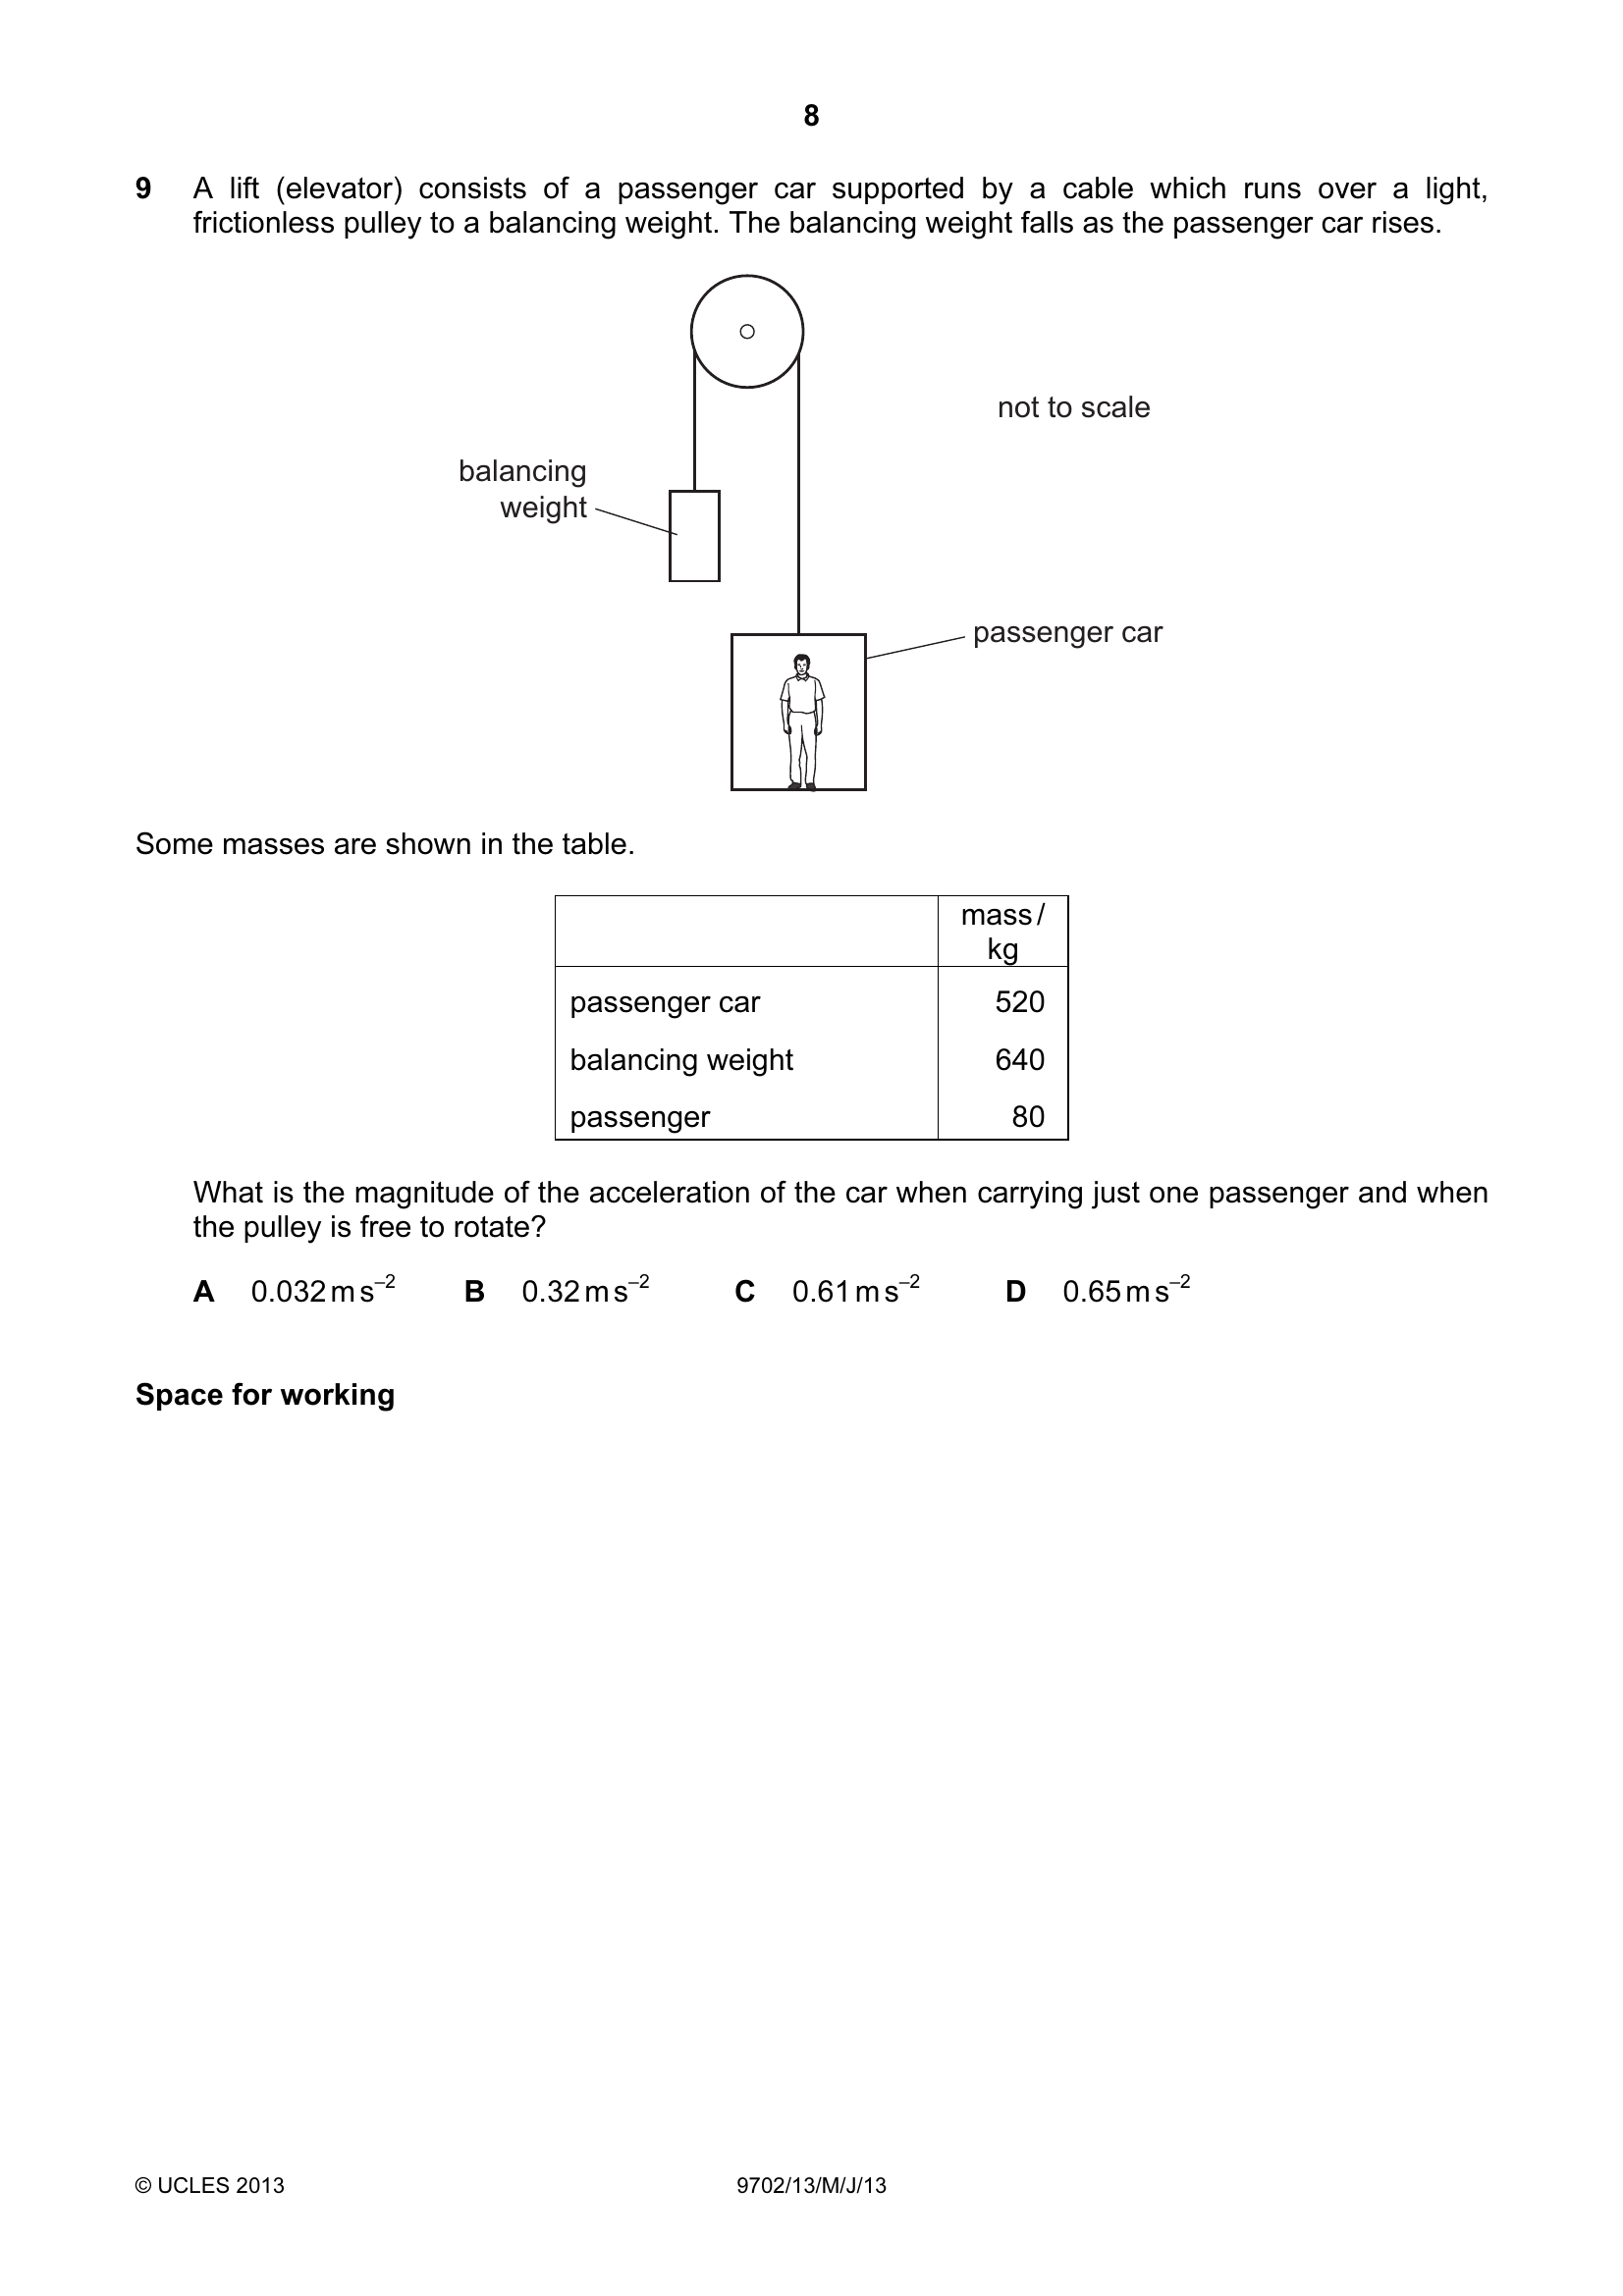 8
9 A lift (elevator) consists of a passenger car supported by a cable which runs over a light,
frictionless pulley to a balancing weight. The balancing weight falls as the passenger car rises.
not to scale
balancing
weight
passenger car
Some masses are shown in the table.
mass /
kg
passenger car 520
balancing weight 640
passenger 80
What is the magnitude of the acceleration of the car when carrying just one passenger and when
the pulley is free to rotate?
A 0.032 m s⁻² B 0.32 m s⁻² C 0.61 m s⁻² D 0.65 m s⁻²
Space for working
© UCLES 2013 9702/13/M/J/13